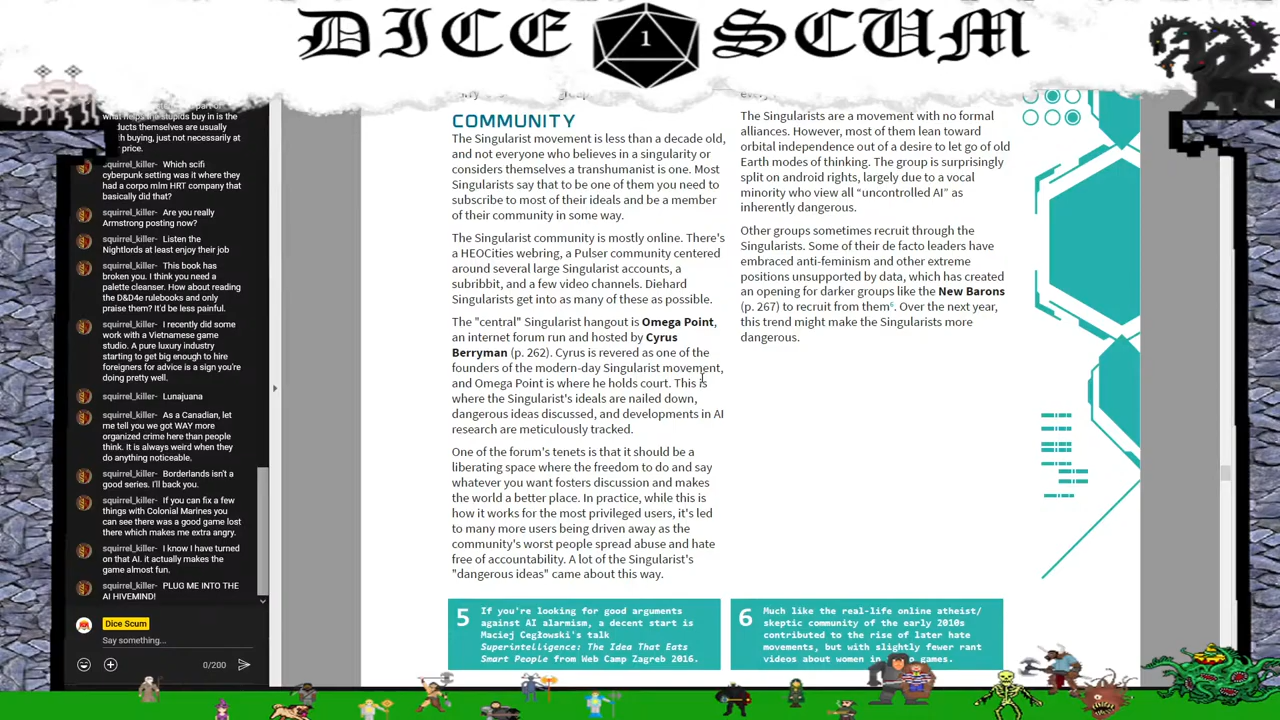 DICE 1 SCUM
what helps the stupids buy in is the
ducts themselves are usually
buying, just not necessarily at
price.
squirrel_killer- Which scifi
cyberpunk setting was it where they
had a corpo mlm HRT company that
basically did that?
squirrel_killer- Are you really
Armstrong posting now?
squirrel_killer- Listen the
Nightlords at least enjoy their job
squirrel_killer- This book has
broken you. I think you need a
palette cleanser. How about reading
the D&D4e rulebooks and only
praise them? It'd be less painful.
squirrel_killer- I recently did some
work with a Vietnamese game
studio. A pure luxury industry
starting to get big enough to hire
foreigners for advice is a sign you're
doing pretty well.
squirrel_killer- Lunajuana
squirrel_killer- As a Canadian, let
me tell you we got WAY more
organized crime here than people
think. It is always weird when they
do anything noticeable.
squirrel_killer- Borderlands isn't a
good series. I'll back you.
squirrel_killer- If you can fix a few
things with Colonial Marines you
can see there was a good game lost
there which makes me extra angry.
squirrel_killer- I know I have turned
on that AI. it actually makes the
game almost fun.
squirrel_killer- PLUG ME INTO THE
AI HIVEMIND!
Dice Scum
Say something...
0/200
COMMUNITY
The Singularist movement is less than a decade old,
and not everyone who believes in a singularity or
considers themselves a transhumanist is one. Most
Singularists say that to be one of them you need to
subscribe to most of their ideals and be a member
of their community in some way.
The Singularist community is mostly online. There's
a HEOCities webring, a Pulser community centered
around several large Singularist accounts, a
subribbit, and a few video channels. Diehard
Singularists get into as many of these as possible.
The "central" Singularist hangout is Omega Point,
an internet forum run and hosted by Cyrus
Berryman (p. 262). Cyrus is revered as one of the
founders of the modern-day Singularist movement,
and Omega Point is where he holds court. This is
where the Singularist's ideals are nailed down,
dangerous ideas discussed, and developments in AI
research are meticulously tracked.
One of the forum's tenets is that it should be a
liberating space where the freedom to do and say
whatever you want fosters discussion and makes
the world a better place. In practice, while this is
how it works for the most privileged users, it's led
to many more users being driven away as the
community's worst people spread abuse and hate
free of accountability. A lot of the Singularist's
"dangerous ideas" came about this way.
The Singularists are a movement with no formal
alliances. However, most of them lean toward
orbital independence out of a desire to let go of old
Earth modes of thinking. The group is surprisingly
split on android rights, largely due to a vocal
minority who view all “uncontrolled AI” as
inherently dangerous.
Other groups sometimes recruit through the
Singularists. Some of their de facto leaders have
embraced anti-feminism and other extreme
positions unsupported by data, which has created
an opening for darker groups like the New Barons
(p. 267) to recruit from them⁶. Over the next year,
this trend might make the Singularists more
dangerous.
5 If you're looking for good arguments
against AI alarmism, a decent start is
Maciej Cegłowski's talk
Superintelligence: The Idea That Eats
Smart People from Web Camp Zagreb 2016.
6 Much like the real-life online atheist/
skeptic community of the early 2010s
contributed to the rise of later hate
movements, but with slightly fewer rant
videos about women in games.